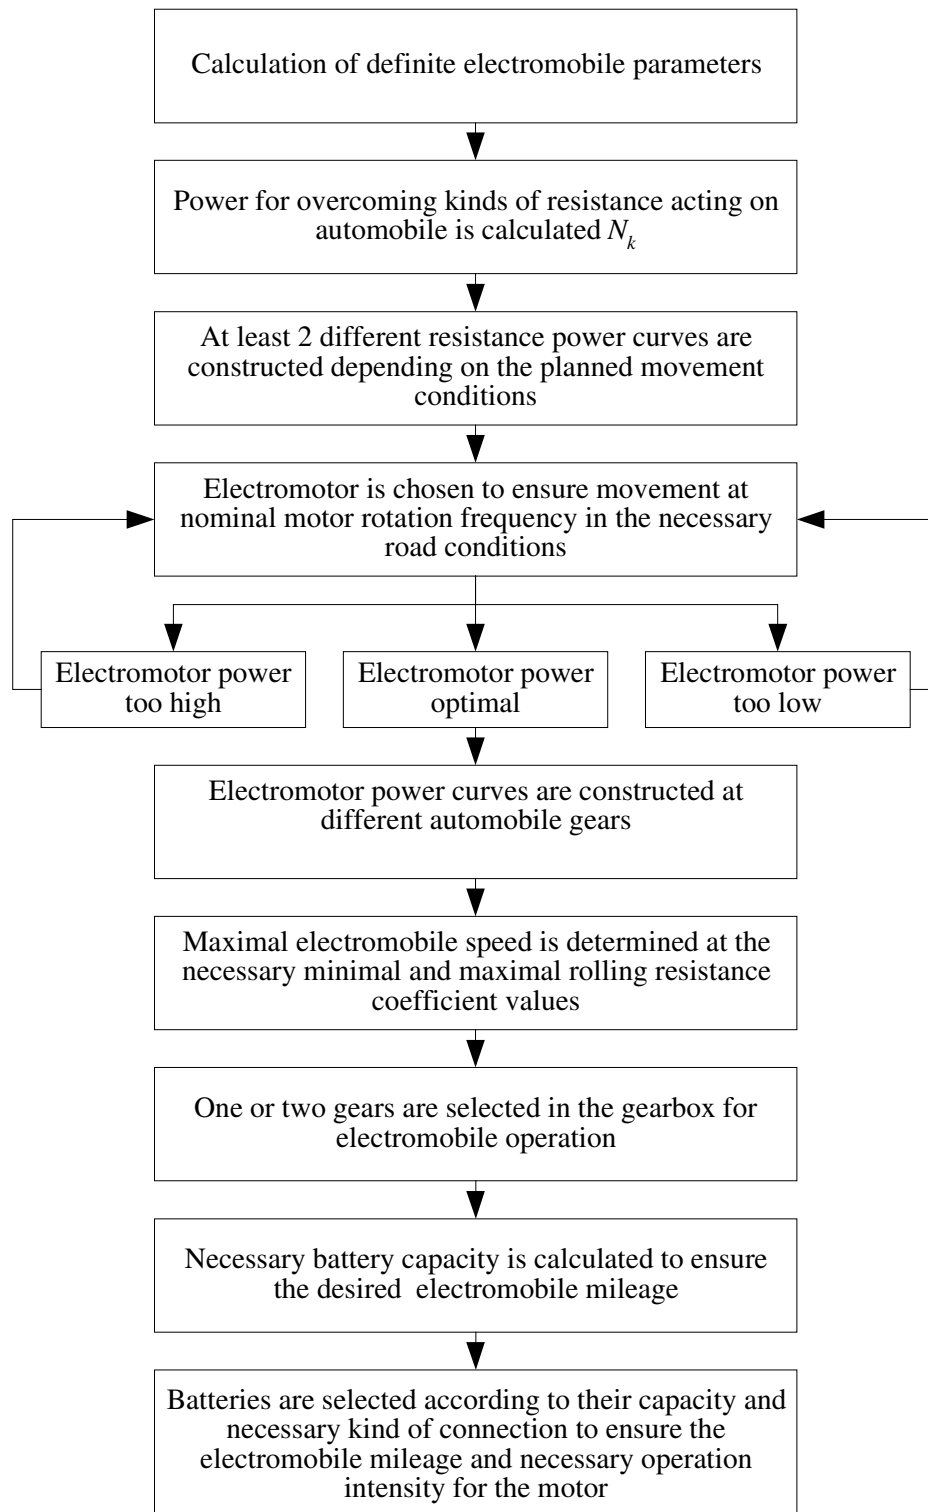 Calculation of definite electromobile parameters
Power for overcoming kinds of resistance acting on
automobile is calculated N_k
At least 2 different resistance power curves are
constructed depending on the planned movement
conditions
Electromotor is chosen to ensure movement at
nominal motor rotation frequency in the necessary
road conditions
Electromotor power
too high
Electromotor power
optimal
Electromotor power
too low
Electromotor power curves are constructed at
different automobile gears
Maximal electromobile speed is determined at the
necessary minimal and maximal rolling resistance
coefficient values
One or two gears are selected in the gearbox for
electromobile operation
Necessary battery capacity is calculated to ensure
the desired  electromobile mileage
Batteries are selected according to their capacity and
necessary kind of connection to ensure the
electromobile mileage and necessary operation
intensity for the motor